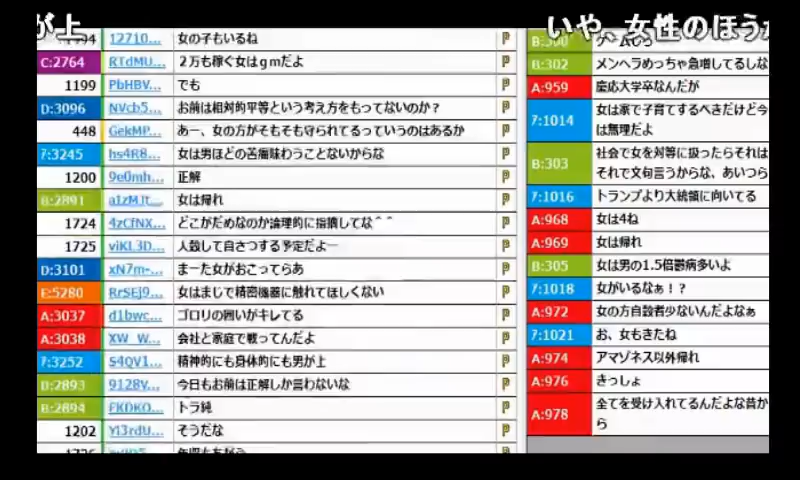 が上
いや、女性のほうが
12710... 女の子もいるね P
C:2764 RTdMU... 2万も稼ぐ女はgmだよ P
1199 PbHBV... でも P
D:3096 NVcb5... お前は相対的平等という考え方をもってないのか? P
448 GekMP... あー、女の方がそもそも守られてるっていうのはあるか P
7:3245 hs4R8... 女は男ほどの苦痛味わうことないからな P
1200 9e0mh... 正解 P
B:2891 a1zMJt... 女は帰れ P
1724 4zCfNX... どこがだめなのか論理的に指摘してな^^ P
1725 viKL3D... 人殺して自さつする予定だよー P
D:3101 xN7m-... まーた女がおこってらあ P
E:5280 RrSEJ9... 女はまじで精密機器に触れてほしくない P
A:3037 d1bwc... ゴロリの囲いがキレてる P
A:3038 XW_W... 会社と家庭で戦ってんだよ P
7:3252 S4QV1... 精神的にも身体的にも男が上 P
D:2893 9128V... 今日もお前は正解しか言わないな P
B:2894 FKDKO... トラ純 P
1202 YI3rdU... そうだな P
B:302 メンヘラめっちゃ急増してるしな
A:959 慶応大学卒なんだが
7:1014 女は家で子育てするべきだけど今
は無理だよ
B:303 社会で女を対等に扱ったらそれは
それで文句言うからな、あいつら
7:1016 トランプより大統領に向いてる
A:968 女は4ね
A:969 女は帰れ
B:305 女は男の1.5倍鬱病多いよ
7:1018 女がいるなぁ!?
A:972 女の方自殺者少ないんだよなぁ
7:1021 お、女もきたね
A:974 アマゾネス以外帰れ
A:976 きっしょ
A:978 全てを受け入れてるんだよな昔か
ら